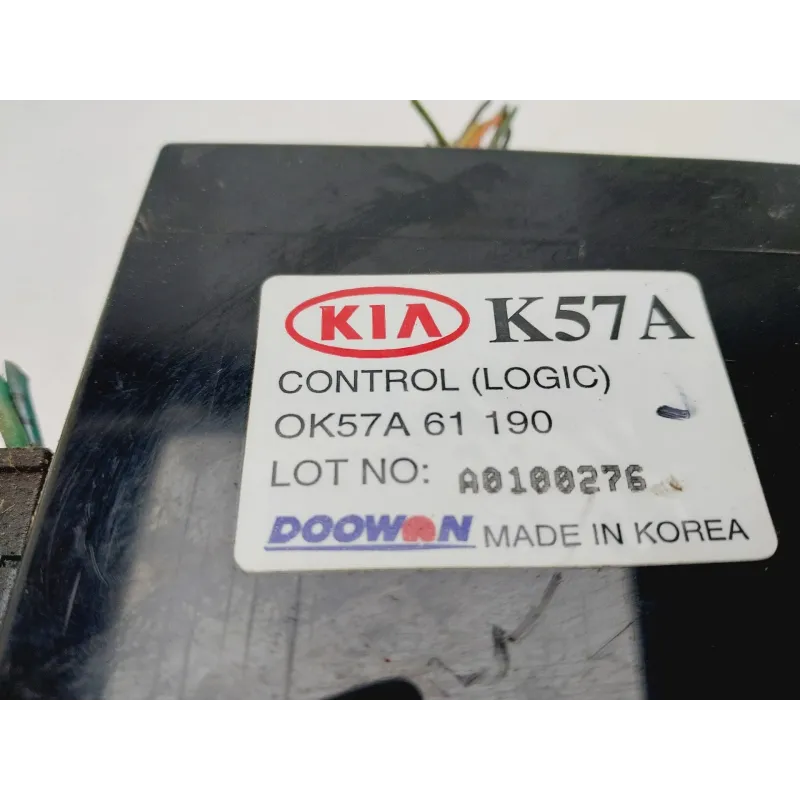 KIA K57A
CONTROL (LOGIC)
OK57A 61 190
LOT NO: A0100276
DOOWON MADE IN KOREA